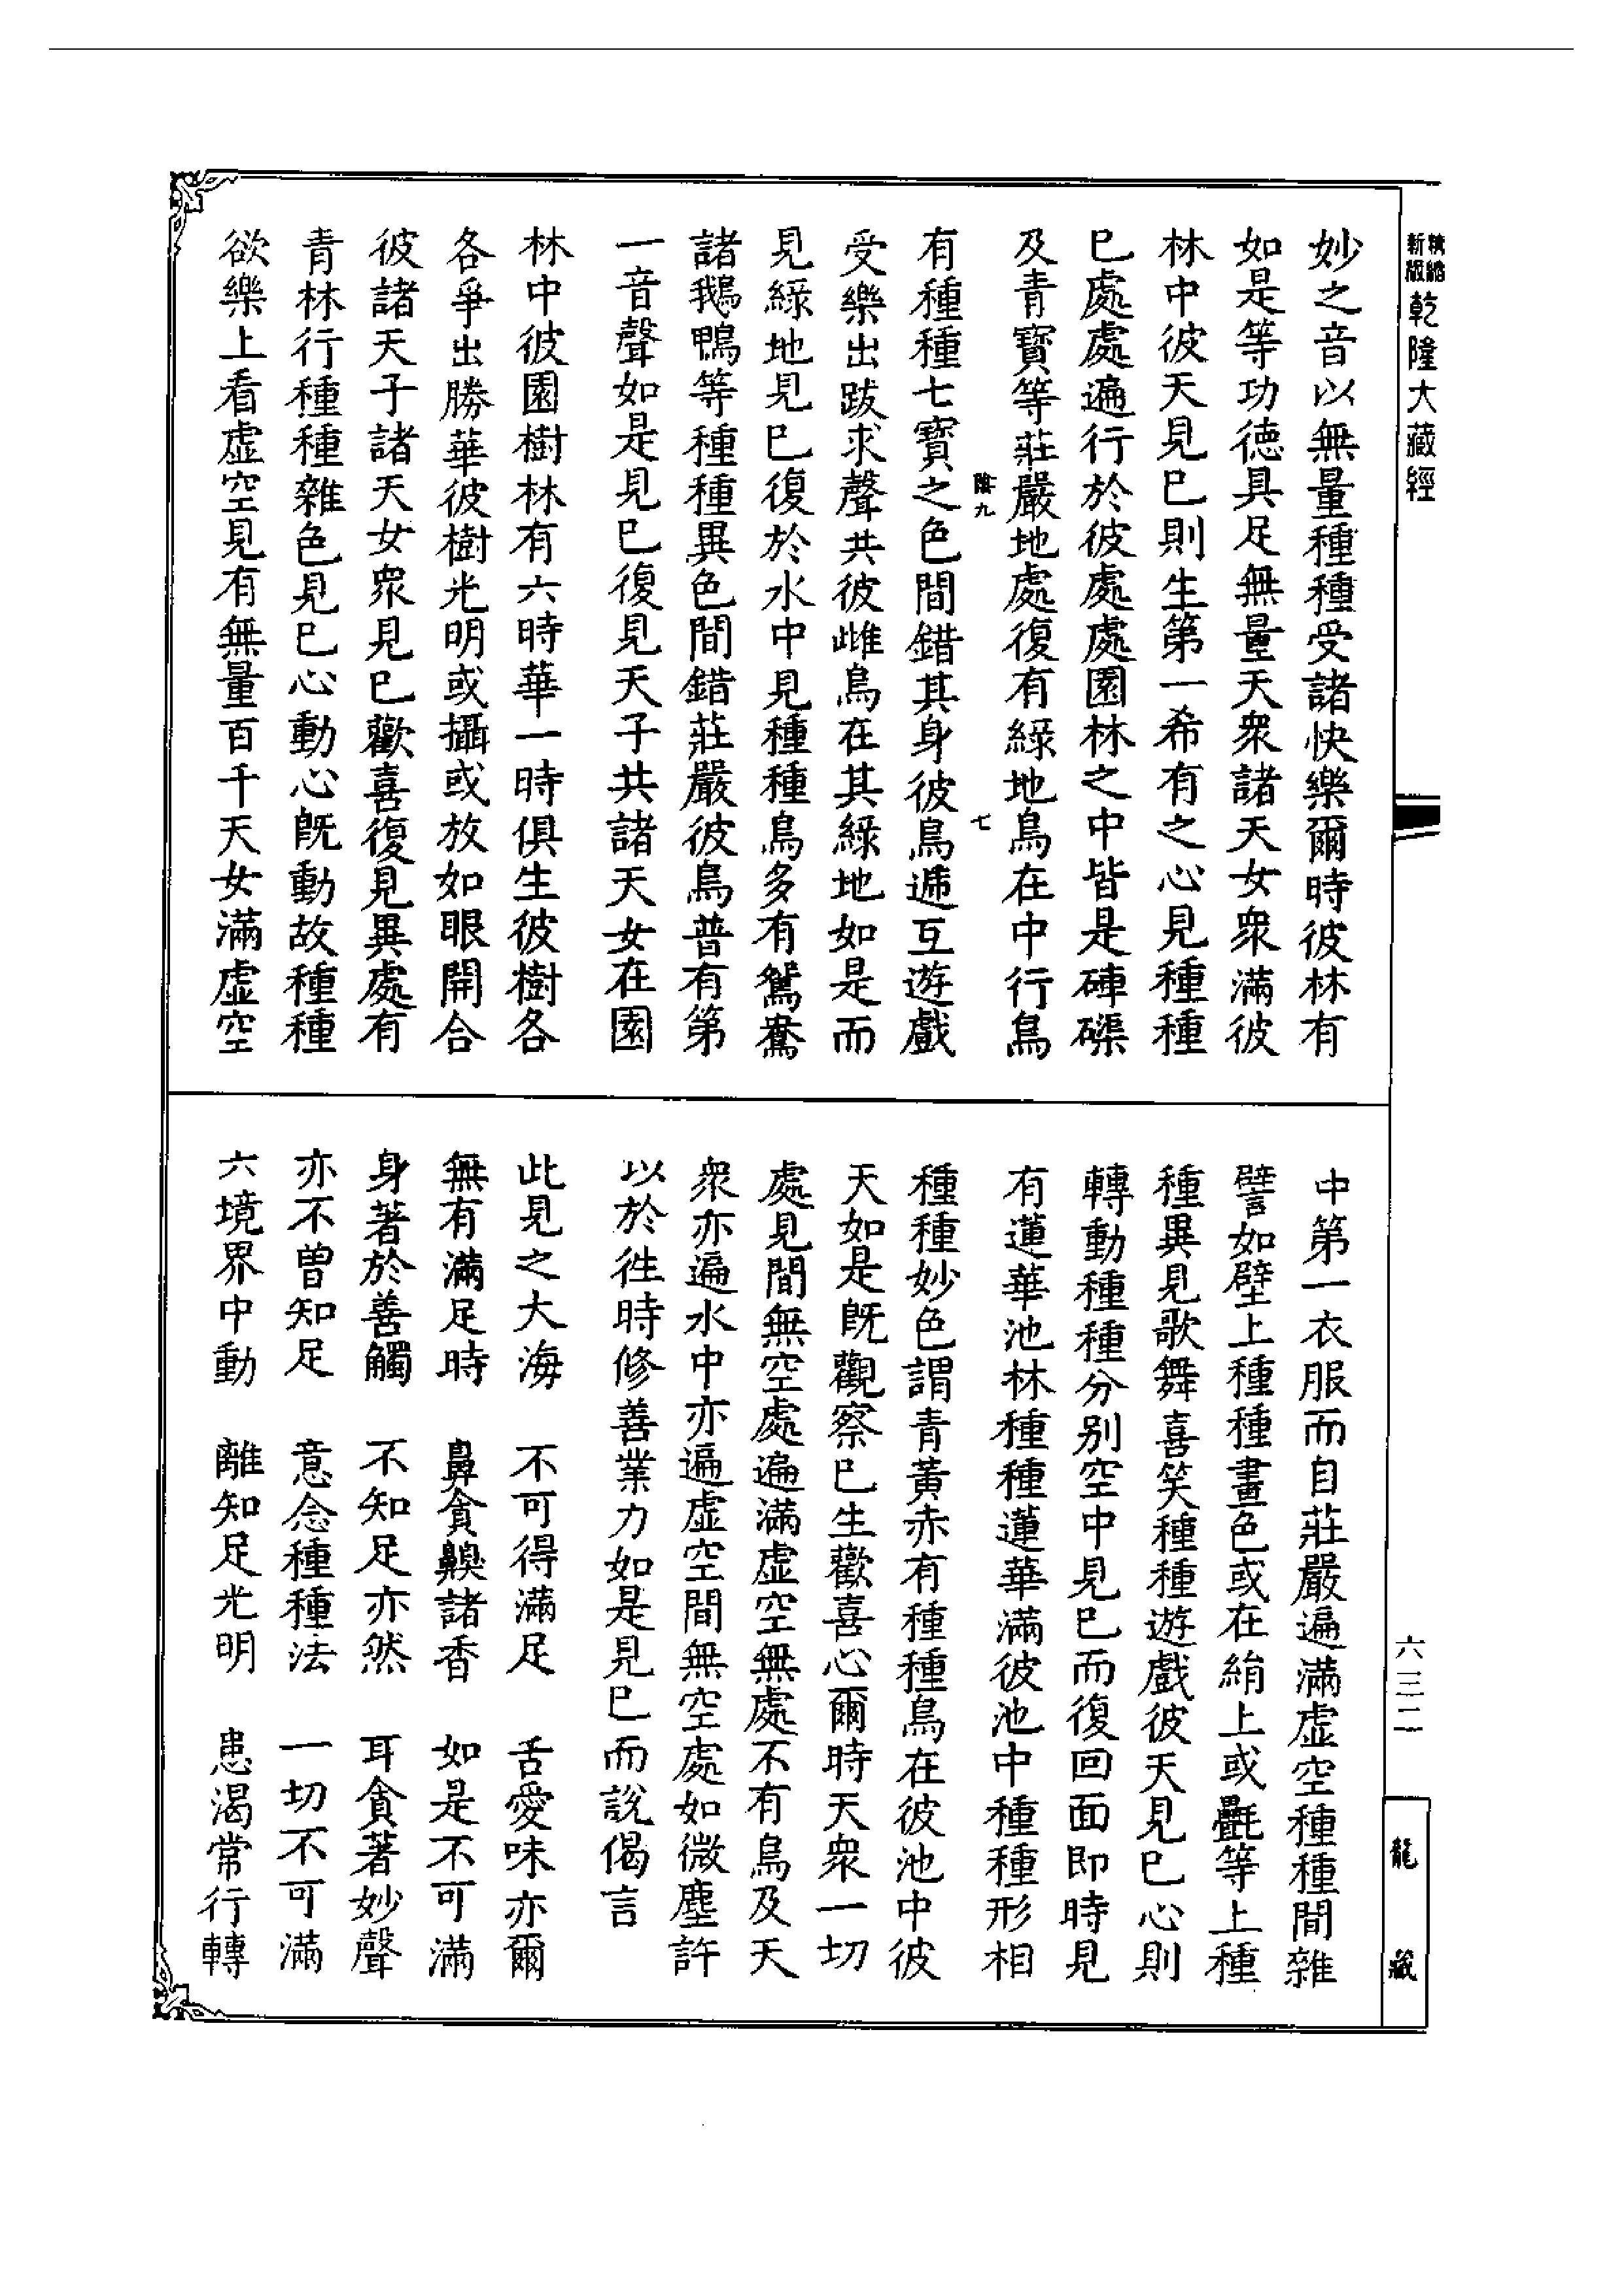 精縮新版乾隆大藏經
妙之音以無量種種受諸快樂爾時彼林有
如是等功德具足無量天眾諸天女眾滿彼
林中彼天見巳則生第一希有之心見種種
巳處處遍行於彼處處園林之中皆是硨磲
及青寶等莊嚴地處復有綠地鳥在中行鳥
陰九
七
有種種七寶之色間錯其身彼鳥遞互遊戲
受樂出跋求聲共彼雌鳥在其綠地如是而
見綠地見巳復於水中見種種鳥多有鴛鴦
諸鵝鴨等種種異色間錯莊嚴彼鳥普有第
一音聲如是見巳復見天子共諸天女在園
林中彼園樹林有六時華一時俱生彼樹各
各爭出勝華彼樹光明或攝或放如眼開合
彼諸天子諸天女眾見巳歡喜復見異處有
青林行種種雜色見巳心動心既動故種種
欲樂上看虛空見有無量百千天女滿虛空
中第一衣服而自莊嚴遍滿虛空種種間雜
譬如壁上種種畫色或在絹上或㲲等上種
種異見歌舞喜笑種種遊戲彼天見巳心則
轉動種種分別空中見巳而復回面即時見
有蓮華池林種種蓮華滿彼池中種種形相
種種妙色謂青黃赤有種種鳥在彼池中彼
天如是既觀察巳生歡喜心爾時天眾一切
處見間無空處遍滿虛空無處不有鳥及天
眾亦遍水中亦遍虛空間無空處如微塵許
以於徃時修善業力如是見巳而說偈言
此見之大海　不可得滿足　舌愛味亦爾
無有滿足時　鼻貪齅諸香　如是不可滿
身著於善觸　不知足亦然　耳貪著妙聲
亦不曾知足　意念種種法　一切不可滿
六境界中動　離知足光明　患渴常行轉
六三二
龍藏